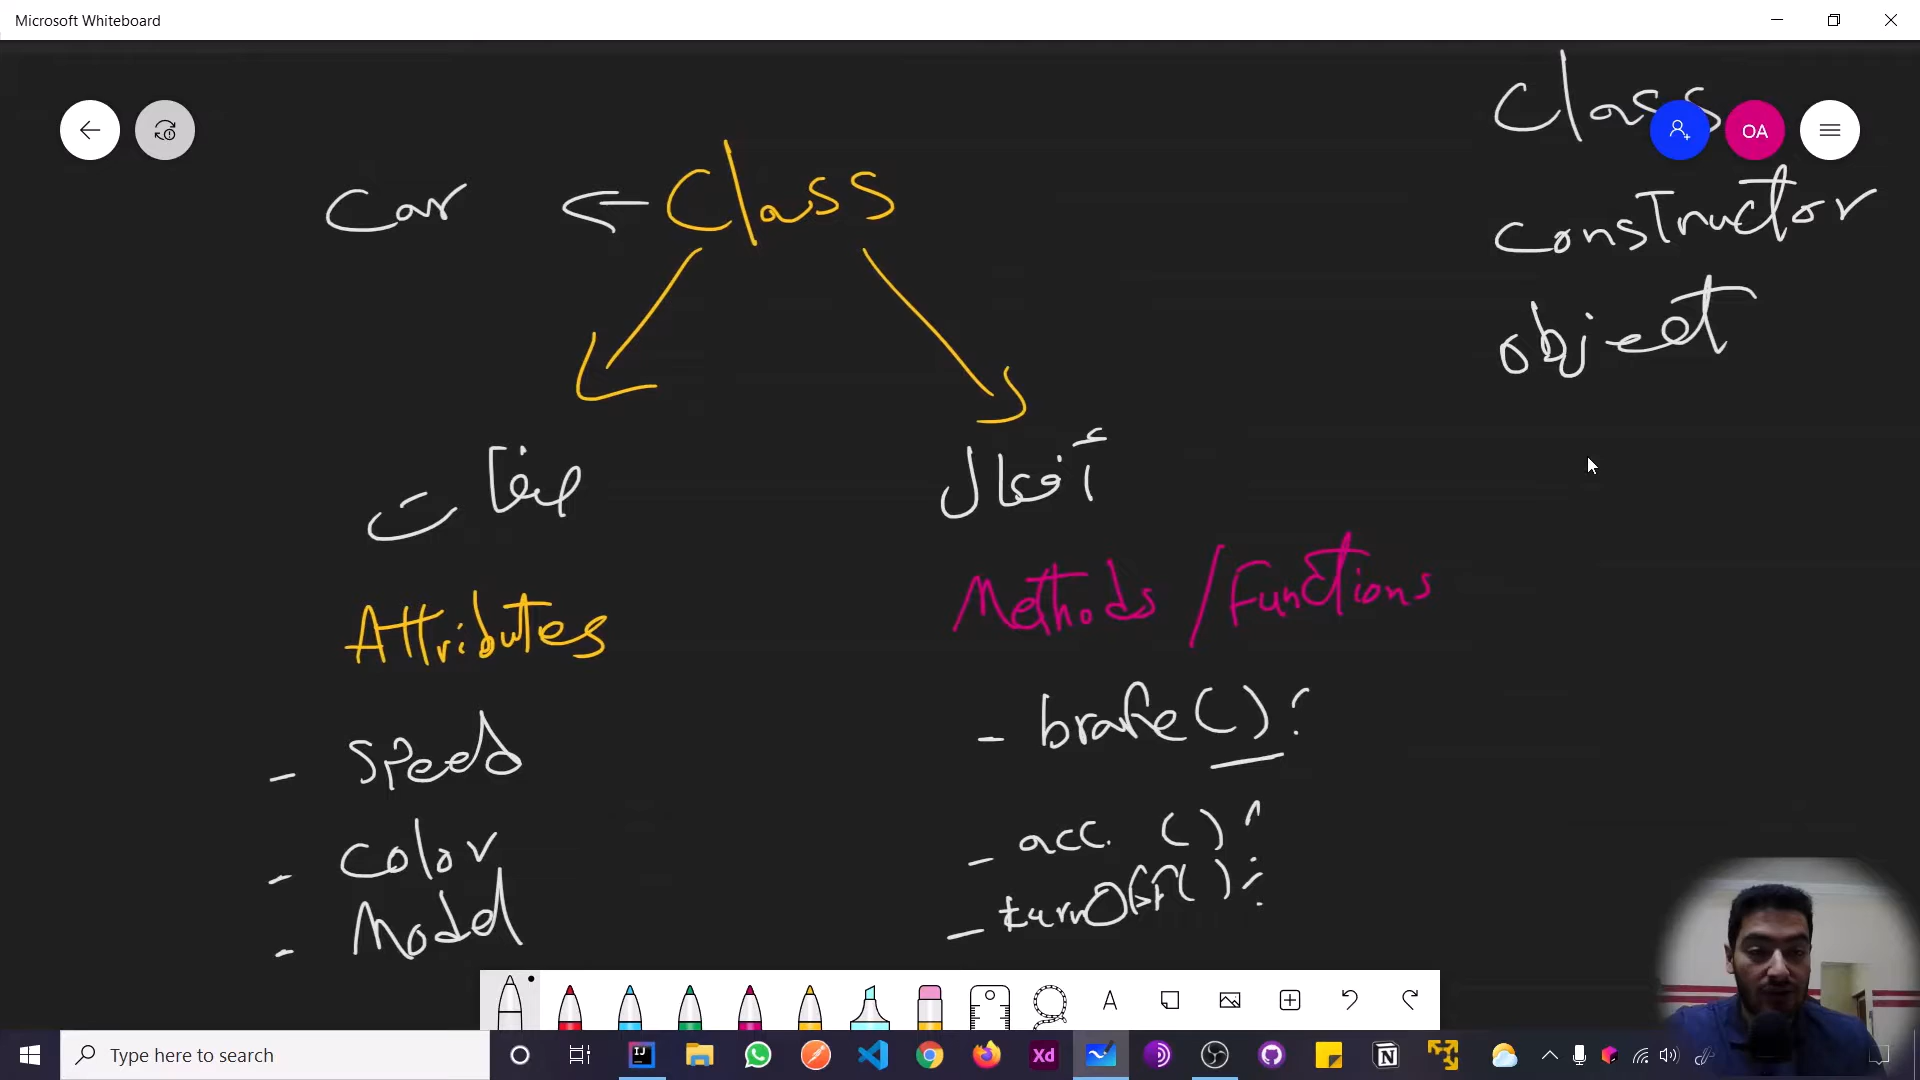 Microsoft Whiteboard
OA
Class
constructor
object
Car ← Class
صفات
أفعال
Attributes
Methods / Functions
- Speed
- Color
- Model
- brake();
- acc. ();
- turnOff();
Type here to search
Xd